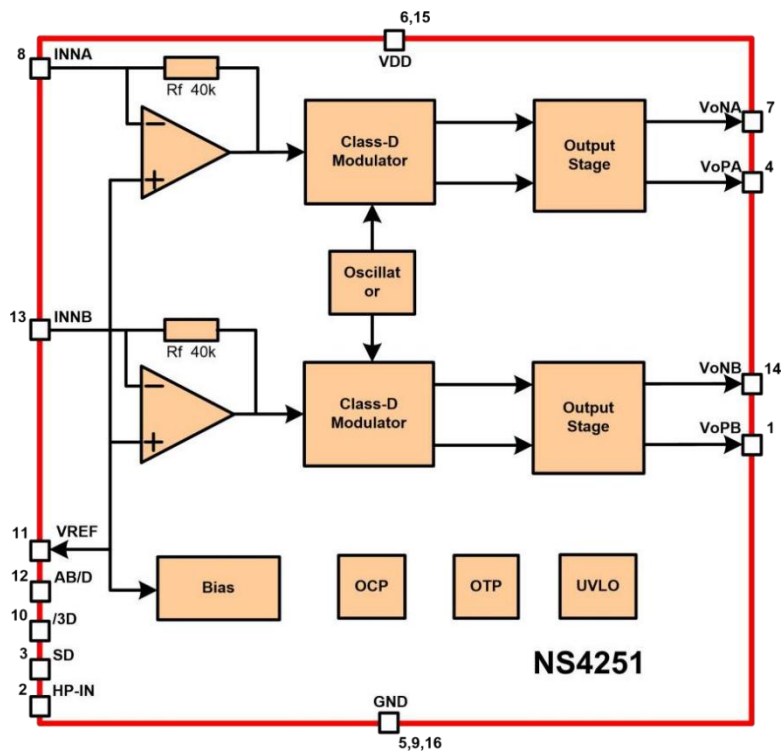 6,15
VDD
8 INNA
Rf 40k
Class-D
Modulator
Output
Stage
VoNA 7
VoPA 4
Oscillat
or
13 INNB
Rf 40k
Class-D
Modulator
Output
Stage
VoNB 14
VoPB 1
11 VREF
12 AB/D
10 /3D
3 SD
2 HP-IN
Bias
OCP
OTP
UVLO
NS4251
GND
5,9,16